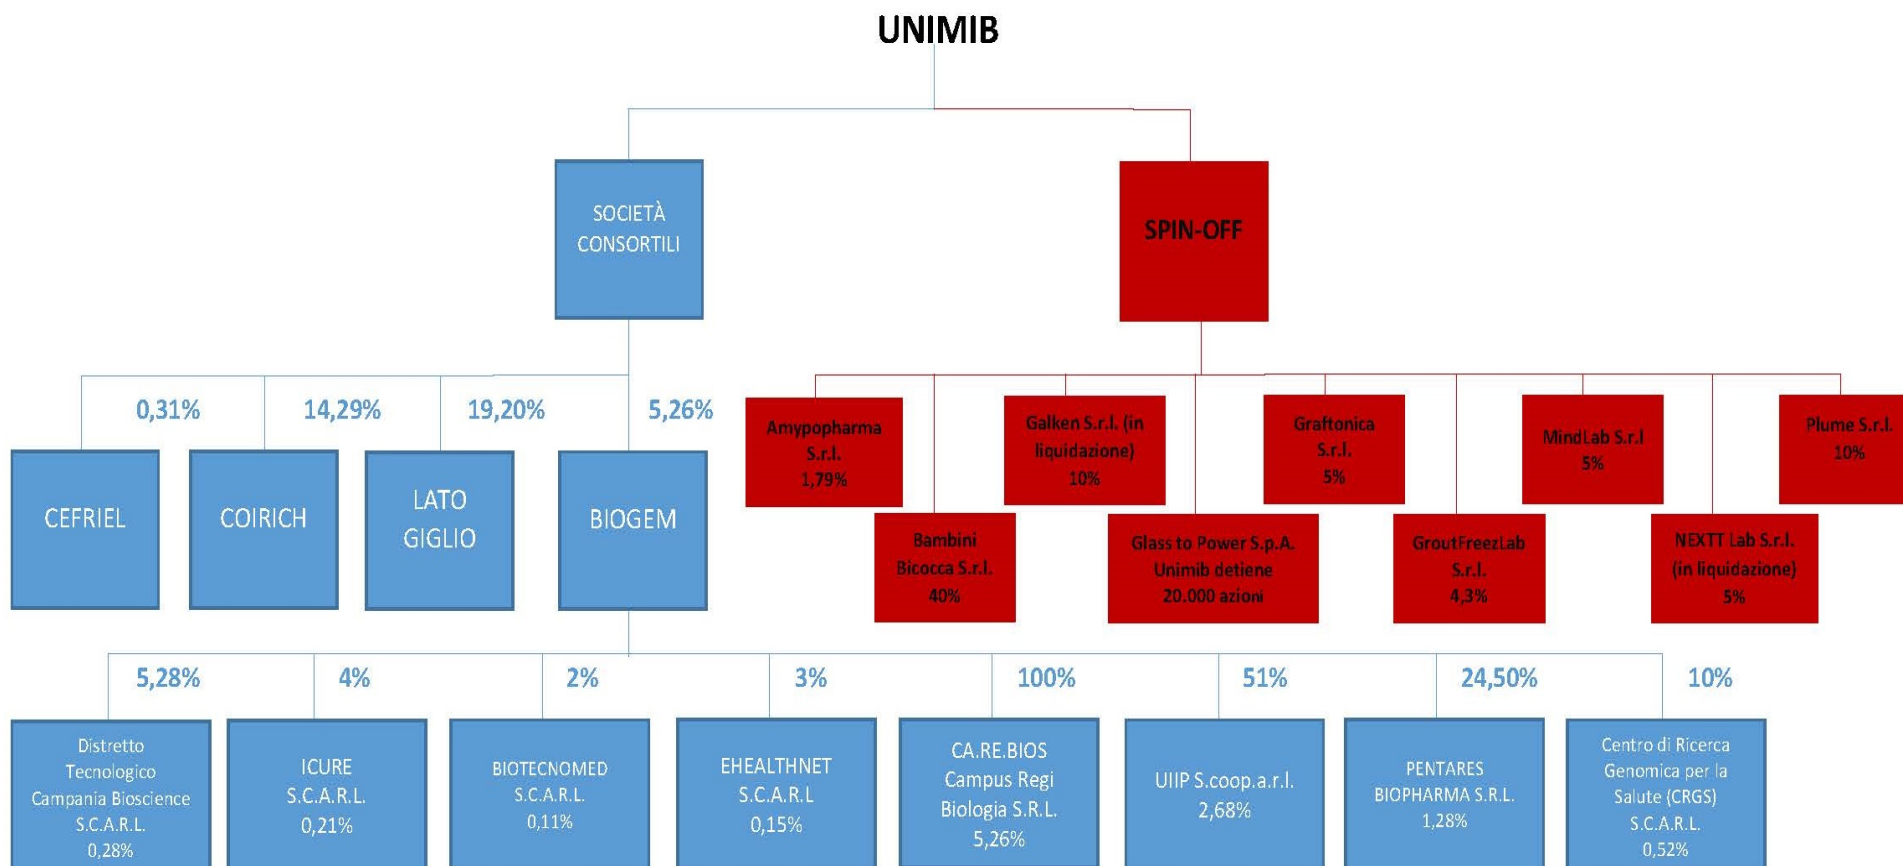 UNIMIB
SOCIETÀ
CONSORTILI
SPIN-OFF
0,31%
14,29%
19,20%
5,26%
CEFRIEL
COIRICH
LATO
GIGLIO
BIOGEM
Amypopharma
S.r.l.
1,79%
Bambini
Bicocca S.r.l.
40%
Galken S.r.l. (in
liquidazione)
10%
Glass to Power S.p.A.
Unimib detiene
20.000 azioni
Graftonica
S.r.l.
5%
GroutFreezLab
S.r.l.
4,3%
MindLab S.r.l
5%
NEXTT Lab S.r.l.
(in liquidazione)
5%
Plume S.r.l.
10%
5,28%
4%
2%
3%
100%
51%
24,50%
10%
Distretto
Tecnologico
Campania Bioscience
S.C.A.R.L.
0,28%
ICURE
S.C.A.R.L.
0,21%
BIOTECNOMED
S.C.A.R.L.
0,11%
EHEALTHNET
S.C.A.R.L
0,15%
CA.RE.BIOS
Campus Regi
Biologia S.R.L.
5,26%
UIIP S.coop.a.r.l.
2,68%
PENTARES
BIOPHARMA S.R.L.
1,28%
Centro di Ricerca
Genomica per la
Salute (CRGS)
S.C.A.R.L.
0,52%